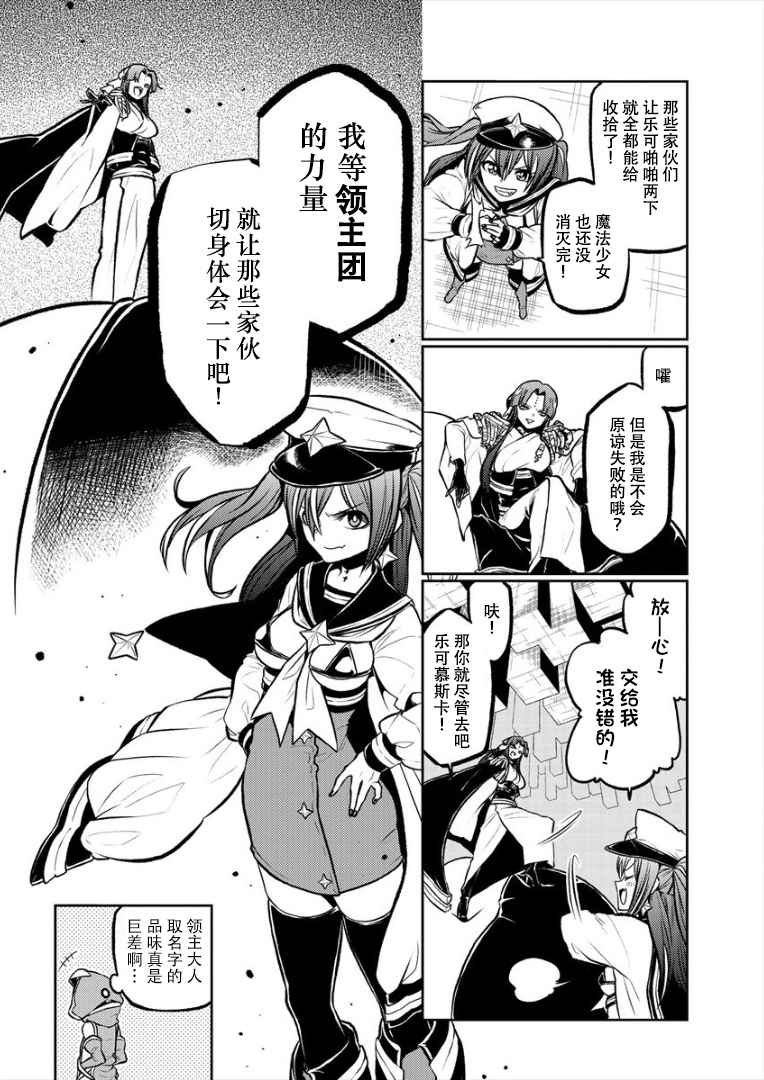 那些家伙们
让乐可啪啪两下
就全都能给
收拾了！
魔法少女
也还没
消灭完！
嚯
但是我是不会
原谅失败的哦？
放一心！
交给我
准没错的！
呋！
那你就尽管去吧
乐可慕斯卡！
我等领主团
的力量
就让那些家伙
切身体会一下吧！
领主大人
取名字的
品味真是
巨差啊…